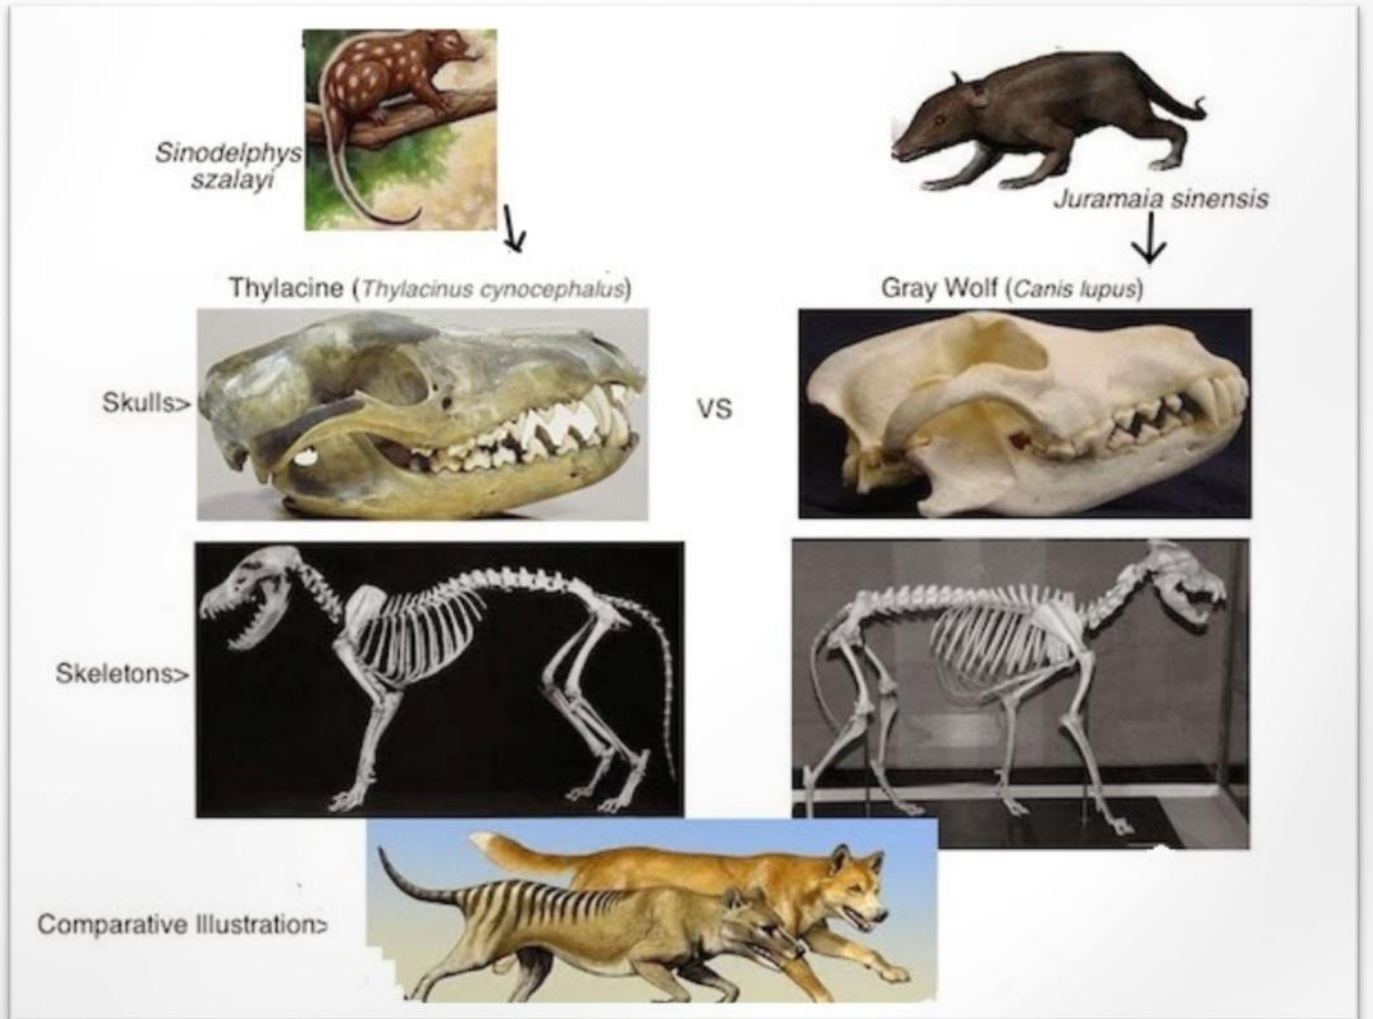 Sinodelphys
szalayi
Juramaia sinensis
Thylacine (Thylacinus cynocephalus)
Gray Wolf (Canis lupus)
Skulls>
vs
Skeletons>
Comparative Illustration>